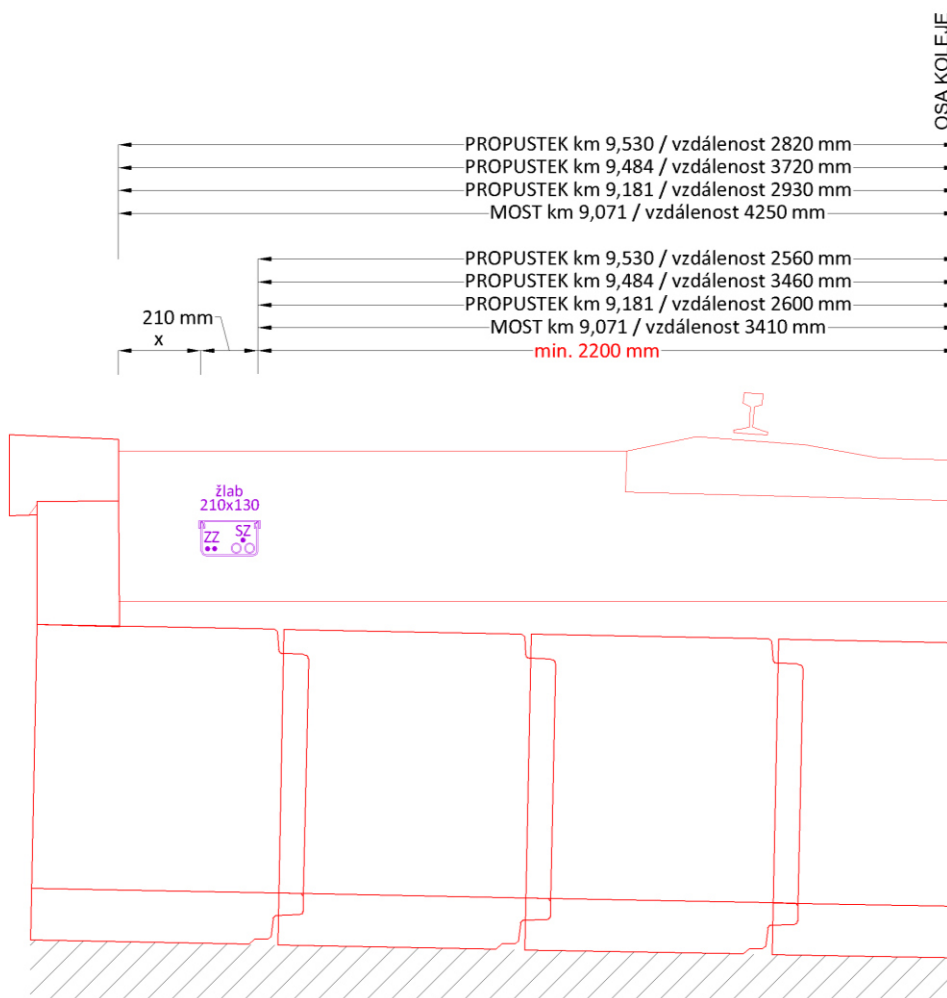 OSA KOLEJE
PROPUSTEK km 9,530 / vzdálenost 2820 mm
PROPUSTEK km 9,484 / vzdálenost 3720 mm
PROPUSTEK km 9,181 / vzdálenost 2930 mm
MOST km 9,071 / vzdálenost 4250 mm
PROPUSTEK km 9,530 / vzdálenost 2560 mm
PROPUSTEK km 9,484 / vzdálenost 3460 mm
PROPUSTEK km 9,181 / vzdálenost 2600 mm
MOST km 9,071 / vzdálenost 3410 mm
210 mm
x
min. 2200 mm
žlab
210x130
ZZ
SZ